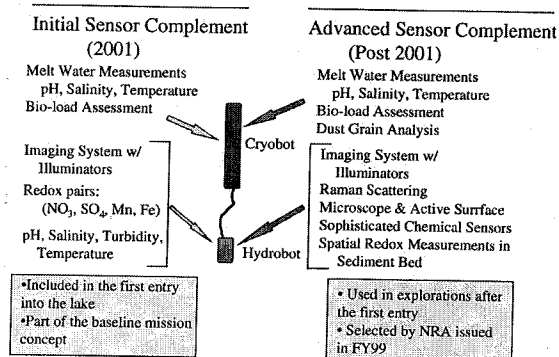 Initial Sensor Complement
(2001)
Melt Water Measurements
pH, Salinity, Temperature
Bio-load Assessment
Imaging System w/
Illuminators
Redox pairs:
(NO3, SO4, Mn, Fe)
pH, Salinity, Turbidity,
Temperature
•Included in the first entry
into the lake
•Part of the baseline mission
concept
Cryobot
Hydrobot
Advanced Sensor Complement
(Post 2001)
Melt Water Measurements
pH, Salinity, Temperature
Bio-load Assessment
Dust Grain Analysis
Imaging System w/
Illuminators
Raman Scattering
Microscope & Active Surrface
Sophisticated Chemical Sensors
Spatial Redox Measurements in
Sediment Bed
• Used in explorations after
the first entry
• Selected by NRA issued
in FY99